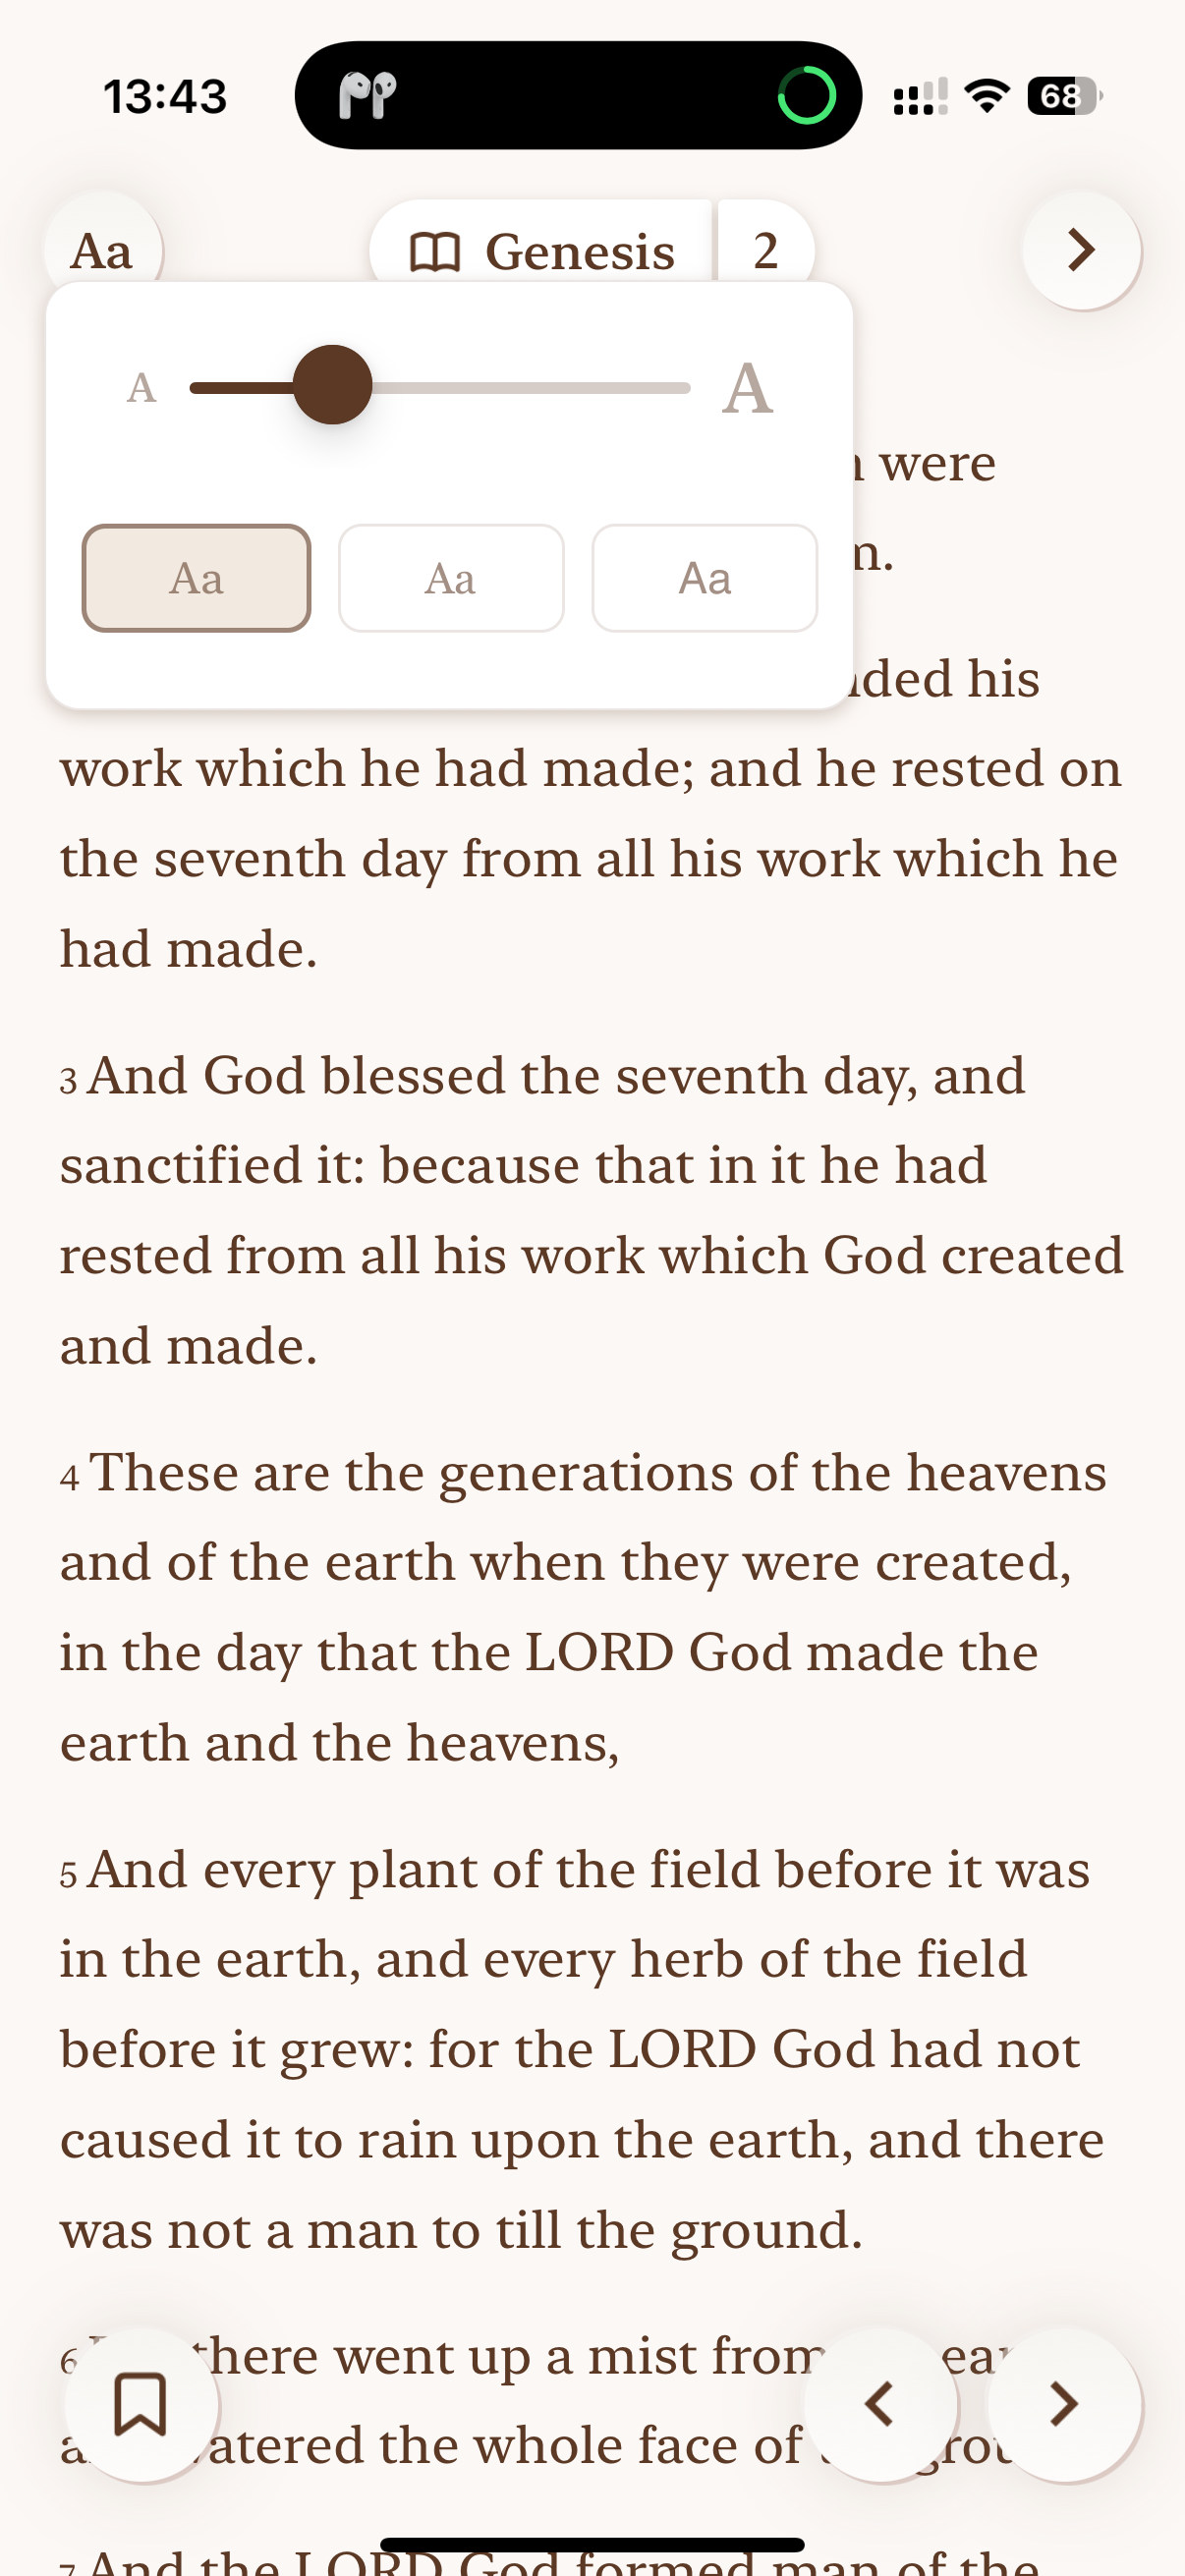 13:43
68
Aa
Genesis
2
A
A
Aa
Aa
Aa
were
his
work which he had made; and he rested on
the seventh day from all his work which he
had made.
3 And God blessed the seventh day, and
sanctified it: because that in it he had
rested from all his work which God created
and made.
4 These are the generations of the heavens
and of the earth when they were created,
in the day that the LORD God made the
earth and the heavens,
5 And every plant of the field before it was
in the earth, and every herb of the field
before it grew: for the LORD God had not
caused it to rain upon the earth, and there
was not a man to till the ground.
6 there went up a mist from
the whole face of
7 And the LORD God formed man of the